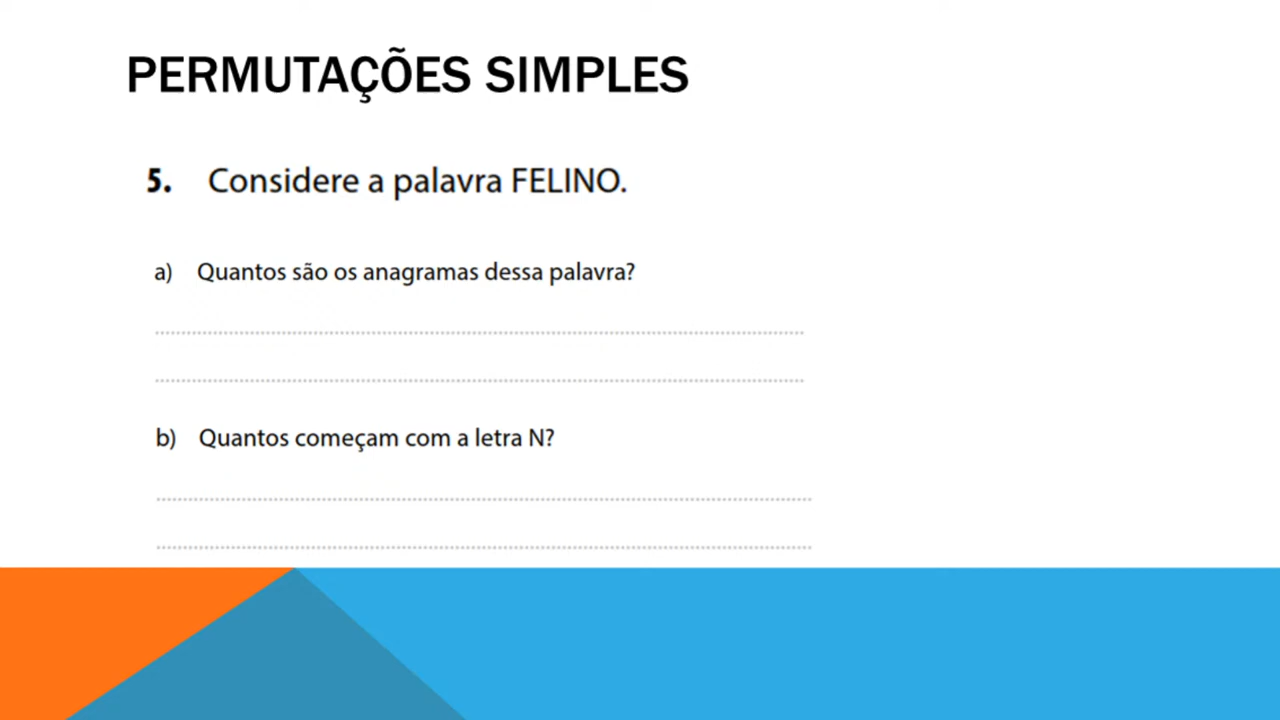 PERMUTAÇÕES SIMPLES
5. Considere a palavra FELINO.
a) Quantos são os anagramas dessa palavra?
b) Quantos começam com a letra N?